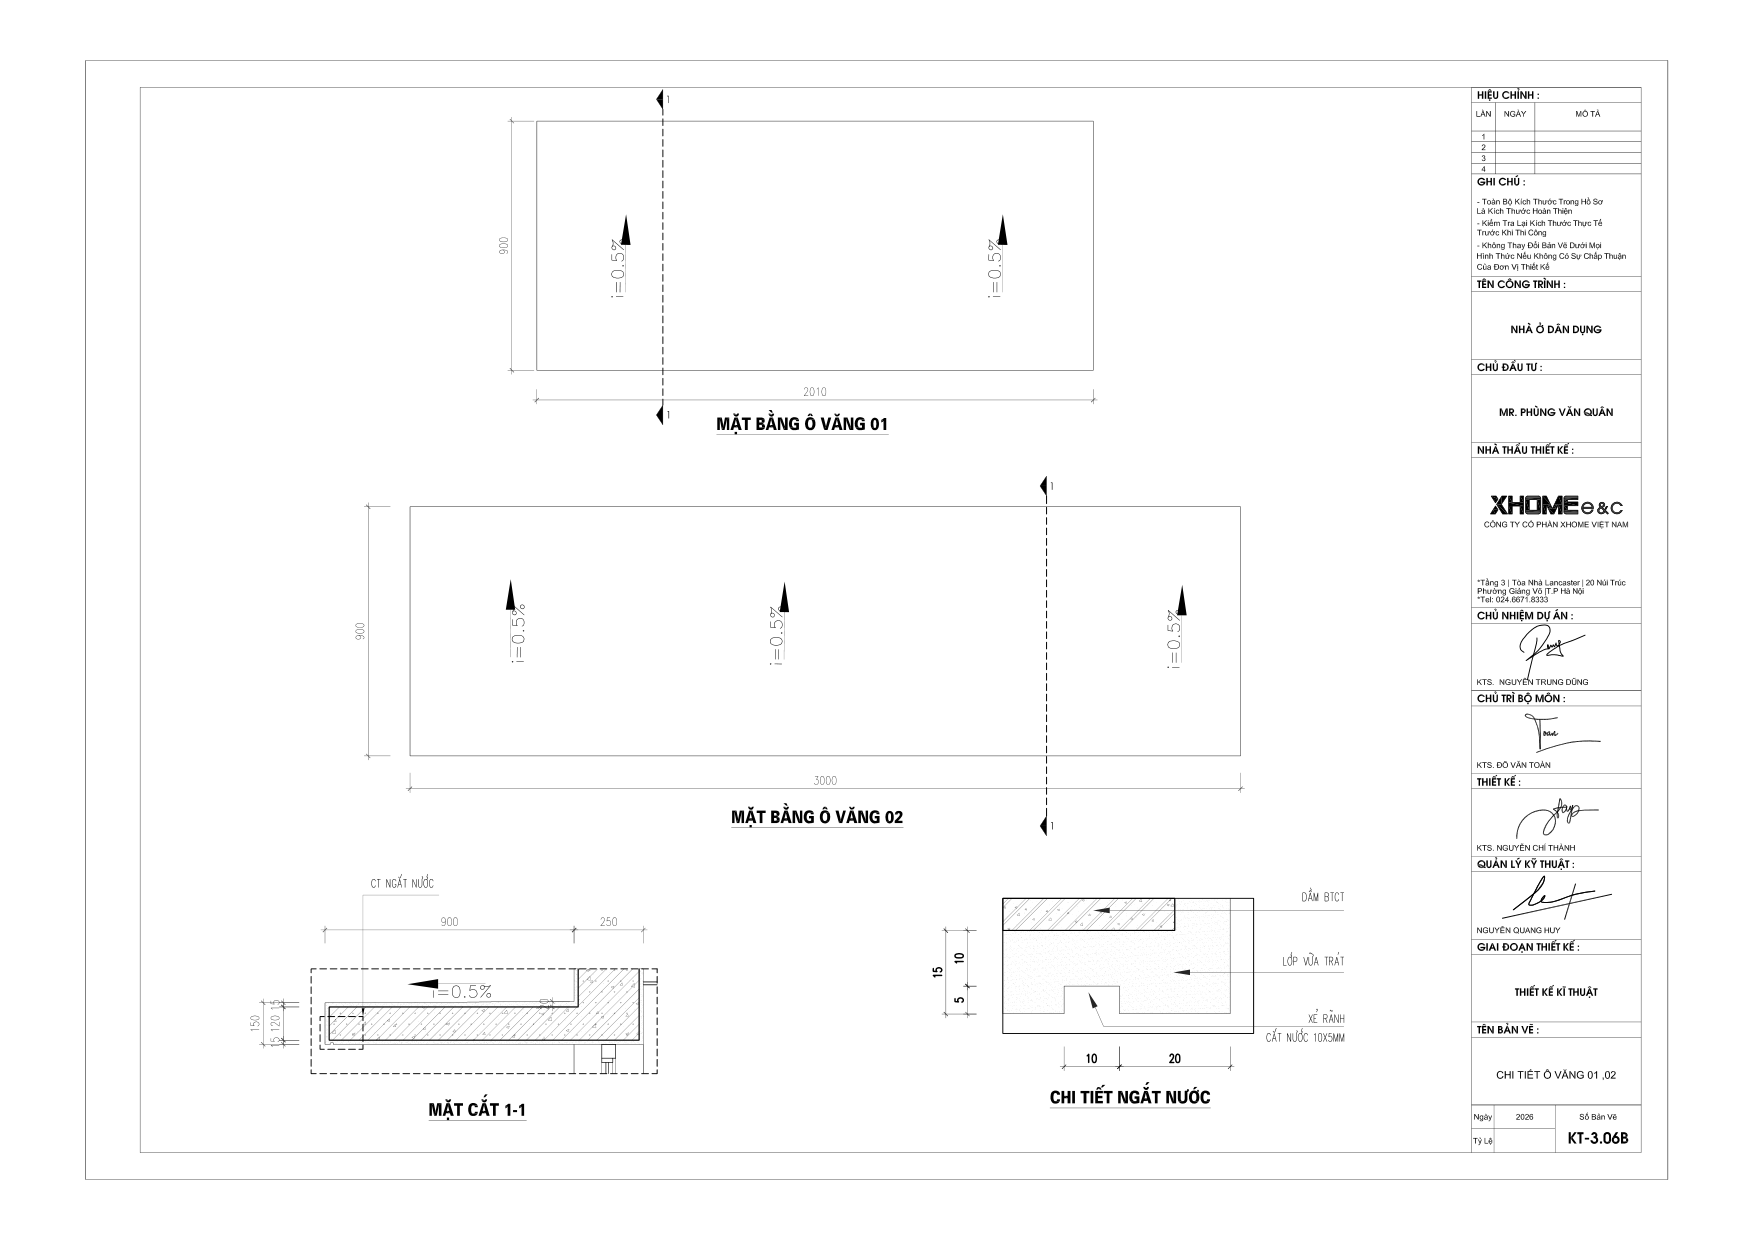 1
900
i=0.5%
i=0.5%
2010
1
MẶT BẰNG Ô VĂNG 01
1
900
i=0.5%
i=0.5%
i=0.5%
3000
1
MẶT BẰNG Ô VĂNG 02
CT NGẮT NƯỚC
900
250
i=0.5%
150
15
120
15
MẶT CẮT 1-1
DẦM BTCT
LỚP VỮA TRÁT
XẺ RÃNH
CẮT NƯỚC 10X5MM
15
10
5
10
20
CHI TIẾT NGẮT NƯỚC
HIỆU CHỈNH :
LẦN NGÀY MÔ TẢ
1
2
3
4
GHI CHÚ :
- Toàn Bộ Kích Thước Trong Hồ Sơ
Là Kích Thước Hoàn Thiện
- Kiểm Tra Lại Kích Thước Thực Tế
Trước Khi Thi Công
- Không Thay Đổi Bản Vẽ Dưới Mọi
Hình Thức Nếu Không Có Sự Chấp Thuận
Của Đơn Vị Thiết Kế
TÊN CÔNG TRÌNH :
NHÀ Ở DÂN DỤNG
CHỦ ĐẦU TƯ :
MR. PHÙNG VĂN QUÂN
NHÀ THẦU THIẾT KẾ :
XHOME e&c
CÔNG TY CỔ PHẦN XHOME VIỆT NAM
*Tầng 3 | Tòa Nhà Lancaster | 20 Núi Trúc
Phường Giảng Võ |T.P Hà Nội
*Tel: 024.6671.8333
CHỦ NHIỆM DỰ ÁN :
KTS. NGUYỄN TRUNG DŨNG
CHỦ TRÌ BỘ MÔN :
Toan
KTS. ĐỖ VĂN TOÀN
THIẾT KẾ :
KTS. NGUYỄN CHÍ THÀNH
QUẢN LÝ KỸ THUẬT :
NGUYỄN QUANG HUY
GIAI ĐOẠN THIẾT KẾ :
THIẾT KẾ KĨ THUẬT
TÊN BẢN VẼ :
CHI TIẾT Ô VĂNG 01 ,02
Ngày 2026 Số Bản Vẽ
Tỷ Lệ KT-3.06B